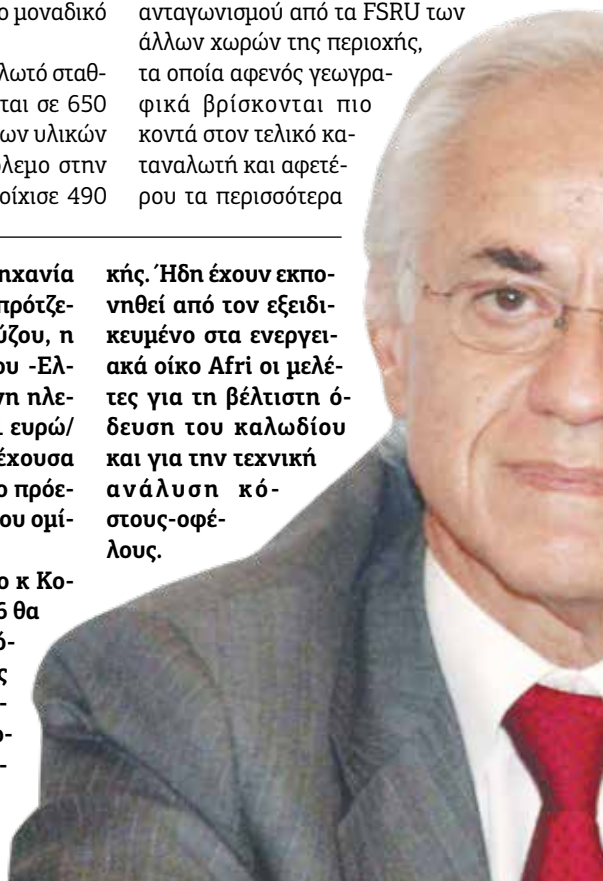 ο μοναδικό
λωτό σταθ-
ται σε 650
ων υλικών
όλεμο στην
οίχισε 490
ανταγωνισμού από τα FSRU των
άλλων χωρών της περιοχής,
τα οποία αφενός γεωγρα-
φικά βρίσκονται πιο
κοντά στον τελικό κα-
ταναλωτή και αφετέ-
ρου τα περισσότερα
ηχανία
πρότζε-
ύζου, η
ου -Ελ-
νη ηλε-
ευρώ/
έχουσα
ο πρόε-
ου ομί-
ο κ Κο-
θα
ό-
ς
-
ο-
-
κής. Ήδη έχουν εκπο-
νηθεί από τον εξειδι-
κευμένο στα ενεργει-
ακά οίκο Afri οι μελέ-
τες για τη βέλτιστη ό-
δευση του καλωδίου
και για την τεχνική
ανάλυση κό-
στους-οφέ-
λους.